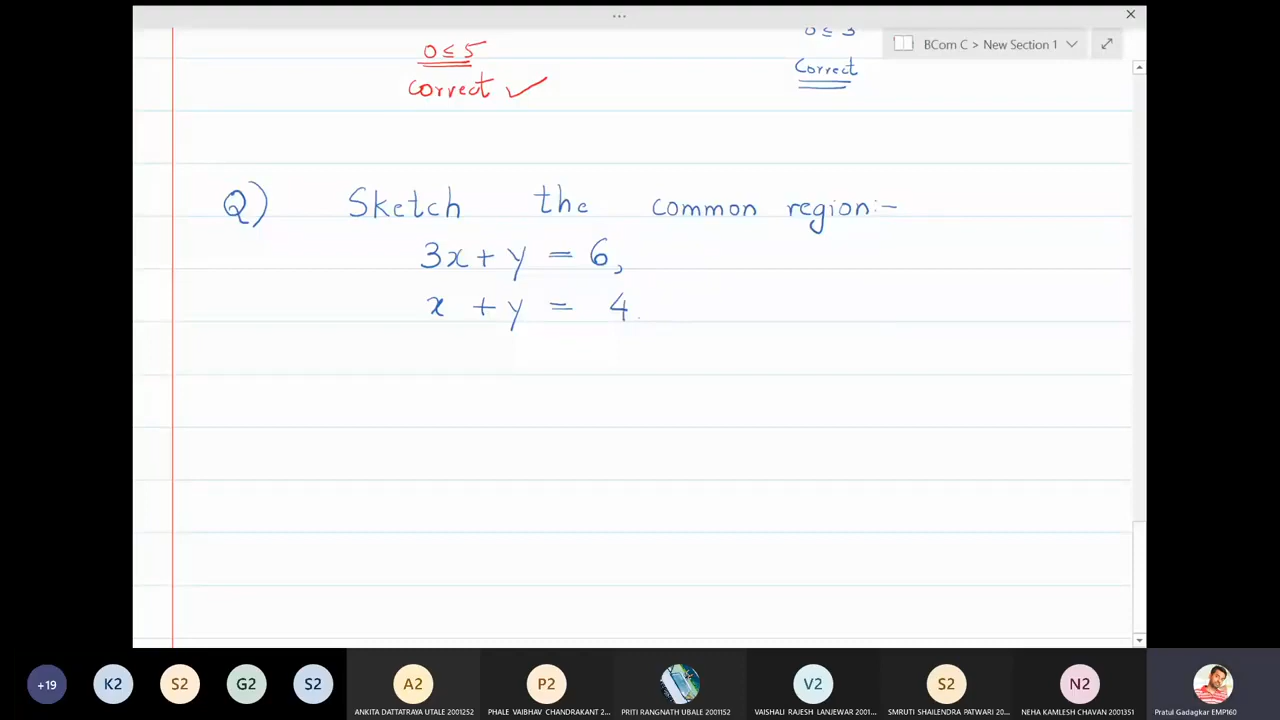 0 ≤ 5
Correct ✓
0 ≤ 3
Correct
BCom C > New Section 1
Q) Sketch the common region:-
3x + y = 6,
x + y = 4
+19
K2
S2
G2
S2
A2
P2
V2
S2
N2
ANKITA DATTATRAYA UTALE 2001252
PHALE VAIBHAV CHANDRAKANT 2...
PRITI RANGNATH UBALE 2001152
VAISHALI RAJESH LANJEWAR 2001...
SMRUTI SHAILENDRA PATWARI 20...
NEHA KAMLESH CHAVAN 2001351
Pratul Gadagkar EMP160